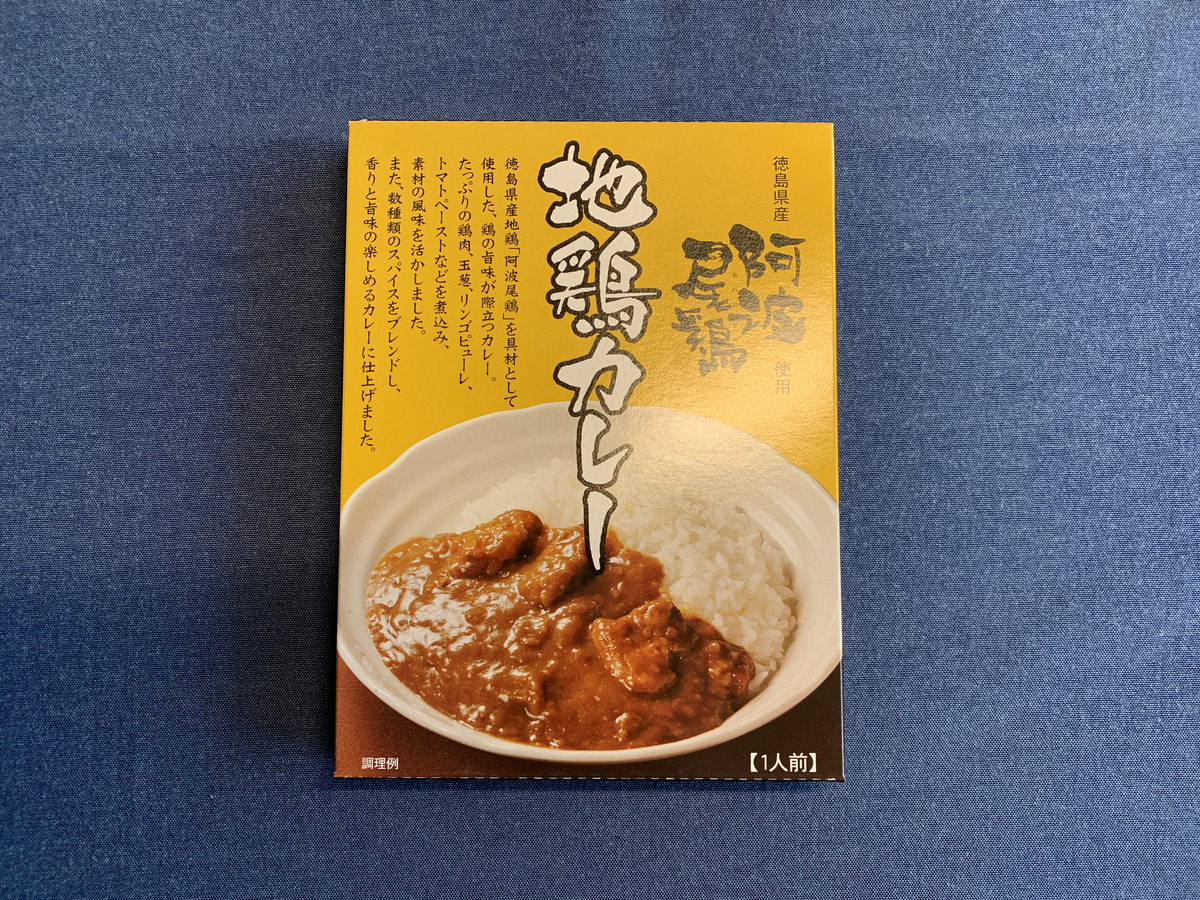 徳島県産
阿波
尾鶏
使用
地鶏カレー
徳島県産地鶏「阿波尾鶏」を具材として
使用した、鶏の旨味が際立つカレー。
たっぷりの鶏肉、玉葱、リンゴピューレ、
トマトペーストなどを煮込み、
素材の風味を活かしました。
また、数種類のスパイスをブレンドし、
香りと旨味の楽しめるカレーに仕上げました。
調理例
【1人前】